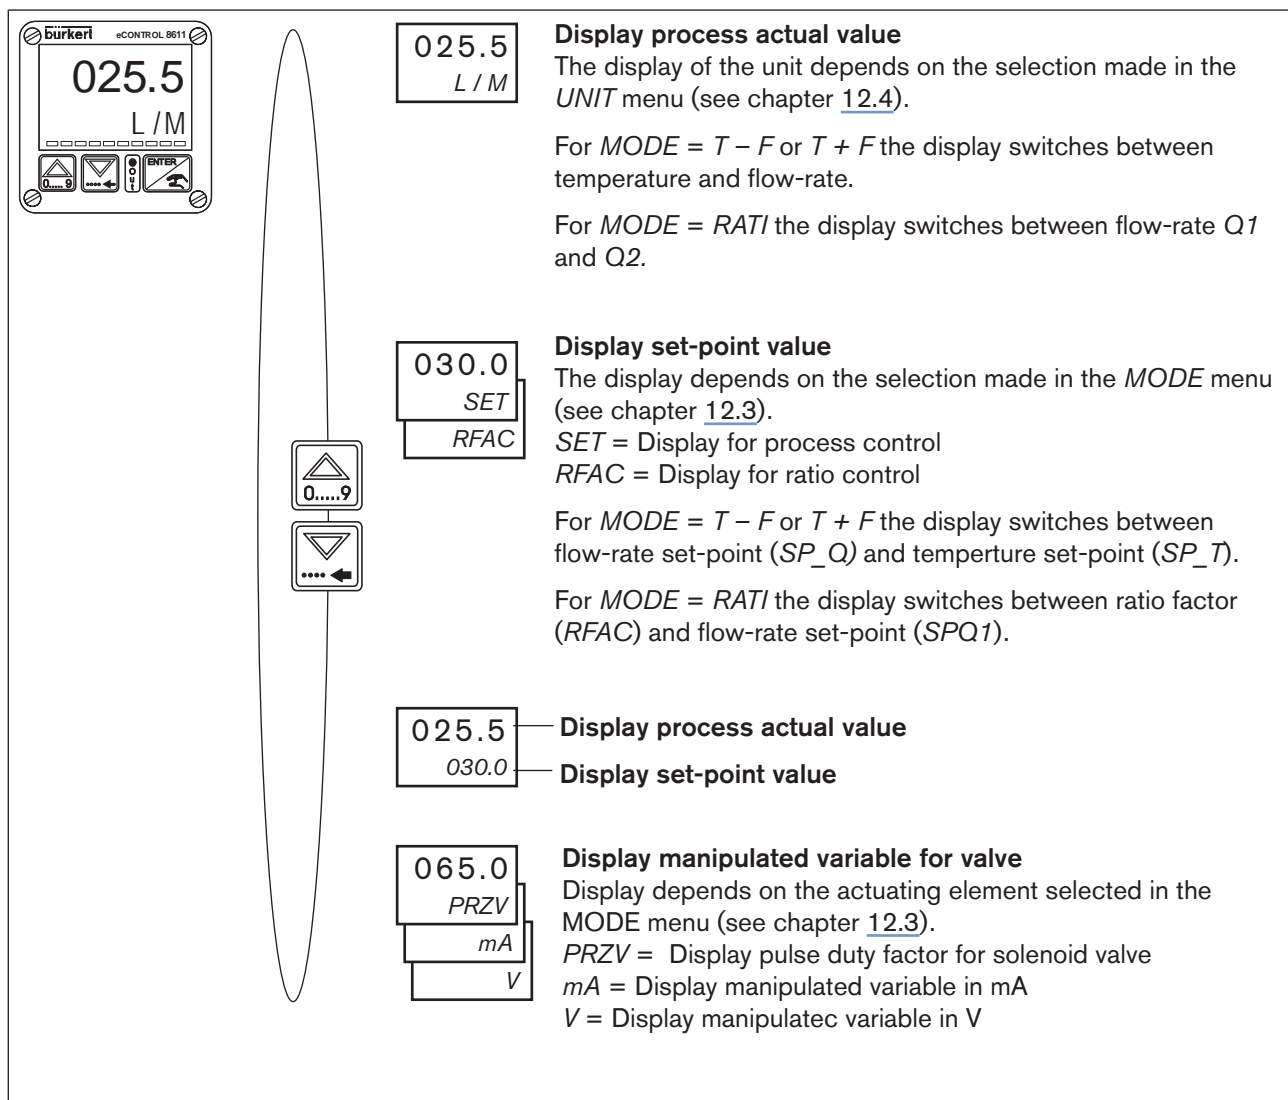 bürkert eCONTROL 8611
025.5
L / M
0.....9
out
ENTER
025.5
L / M
Display process actual value
The display of the unit depends on the selection made in the
UNIT menu (see chapter 12.4).
For MODE = T – F or T + F the display switches between
temperature and flow-rate.
For MODE = RATI the display switches between flow-rate Q1
and Q2.
030.0
SET
RFAC
Display set-point value
The display depends on the selection made in the MODE menu
(see chapter 12.3).
SET = Display for process control
RFAC = Display for ratio control
For MODE = T – F or T + F the display switches between
flow-rate set-point (SP_Q) and temperture set-point (SP_T).
For MODE = RATI the display switches between ratio factor
(RFAC) and flow-rate set-point (SPQ1).
0.....9
025.5
030.0
Display process actual value
Display set-point value
065.0
PRZV
mA
V
Display manipulated variable for valve
Display depends on the actuating element selected in the
MODE menu (see chapter 12.3).
PRZV = Display pulse duty factor for solenoid valve
mA = Display manipulated variable in mA
V = Display manipulatec variable in V